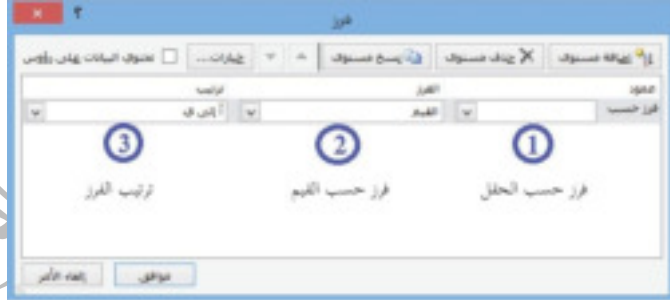 فرز
إضافة مستوى حذف مستوى نسخ مستوى خيارات... تحتوي البيانات على رؤوس
عمود الفرز ترتيب
فرز حسب القيم أ إلى ي
1 2 3
فرز حسب الحقل فرز حسب القيم ترتيب الفرز
موافق إلغاء الأمر